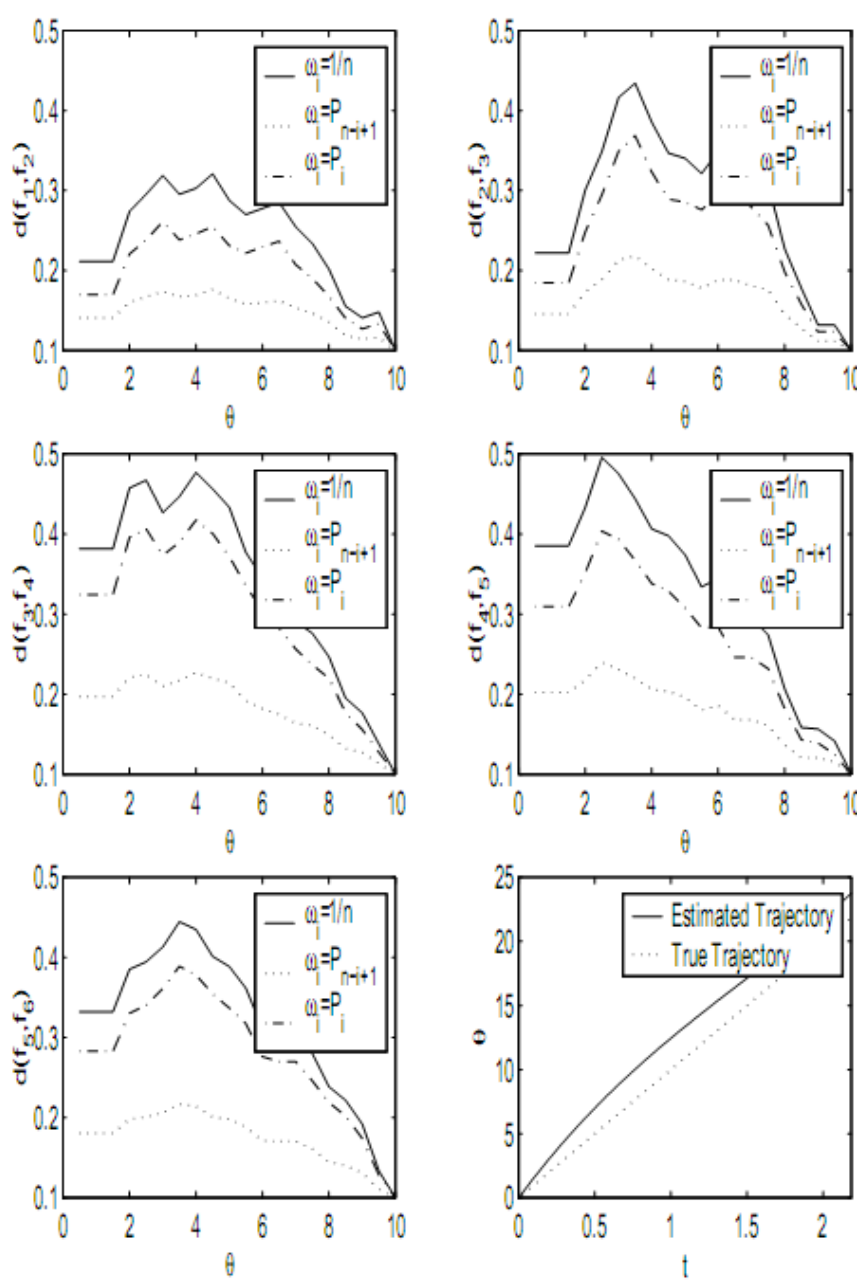 0.5
0.4
0.3
0.2
0.1
d(f_1,f_2)
ω_i=1/n
ω_i=P_{n-i+1}
ω_i=P_i
0 2 4 6 8 10
θ
0.5
0.4
0.3
0.2
0.1
d(f_2,f_3)
ω_i=1/n
ω_i=P_{n-i+1}
ω_i=P_i
0 2 4 6 8 10
θ
0.5
0.4
0.3
0.2
0.1
d(f_3,f_4)
ω_i=1/n
ω_i=P_{n-i+1}
ω_i=P_i
0 2 4 6 8 10
θ
0.5
0.4
0.3
0.2
0.1
d(f_4,f_5)
ω_i=1/n
ω_i=P_{n-i+1}
ω_i=P_i
0 2 4 6 8 10
θ
0.5
0.4
0.3
0.2
0.1
d(f_5,f_6)
ω_i=1/n
ω_i=P_{n-i+1}
ω_i=P_i
0 2 4 6 8 10
θ
25
20
15
10
5
0
θ
Estimated Trajectory
True Trajectory
0 0.5 1 1.5 2
t